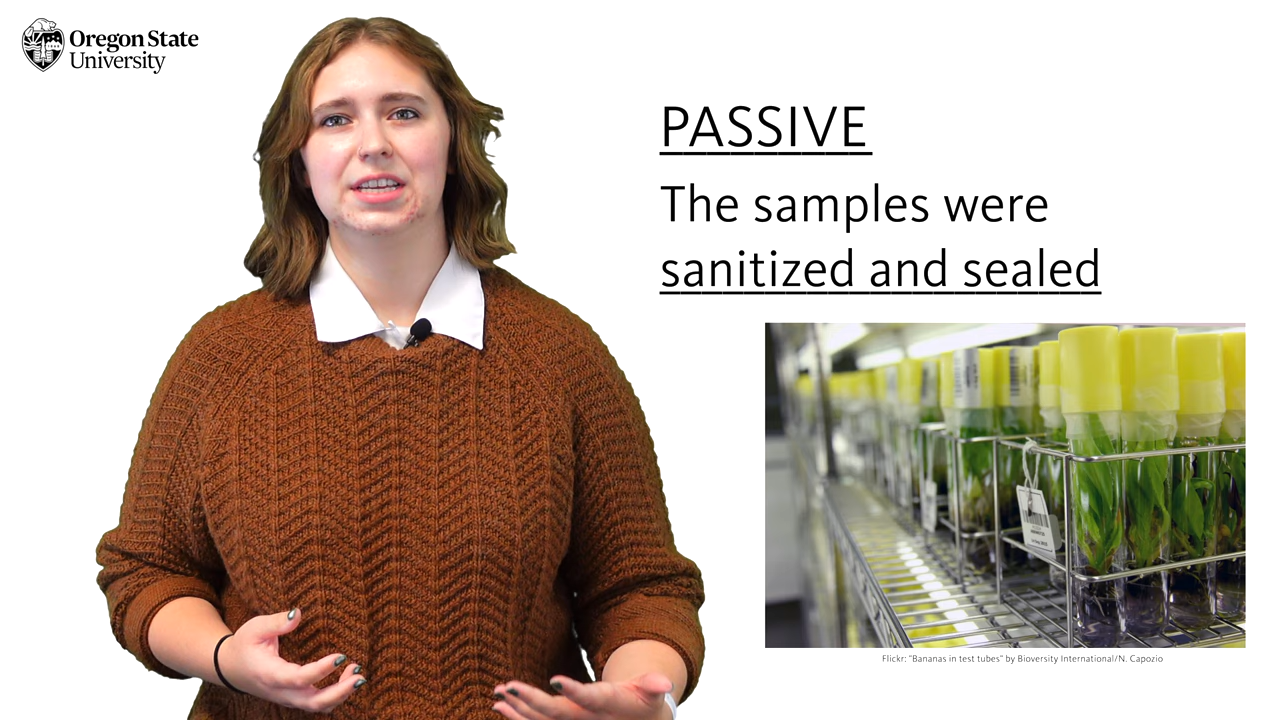 Oregon State
University
PASSIVE
The samples were
sanitized and sealed
Flickr: "Bananas in test tubes" by Bioversity International/N. Capozio